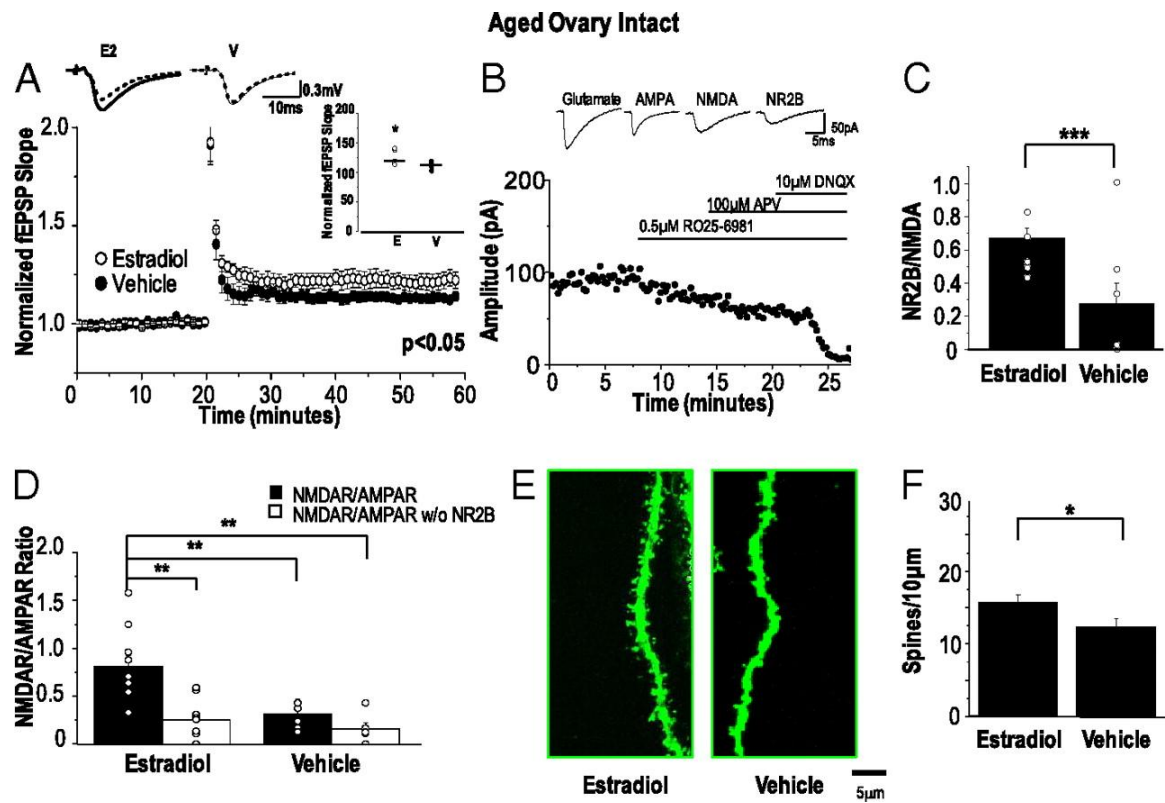 Aged Ovary Intact
A
E2
V
0.3mV
10ms
Normalized fEPSP Slope
2.0
1.5
1.0
0 10 20 30 40 50 60
Time (minutes)
Estradiol
Vehicle
p<0.05
Normalized fEPSP Slope
150
100
50
0
*
E V
B
Glutamate AMPA NMDA NR2B
50pA
5ms
Amplitude (pA)
200
100
0
10µM DNQX
100µM APV
0.5µM RO25-6981
0 5 10 15 20 25
Time (minutes)
C
***
NR2B/NMDA
1.0
0.8
0.6
0.4
0.2
0
Estradiol Vehicle
D
NMDAR/AMPAR
NMDAR/AMPAR w/o NR2B
**
**
**
NMDAR/AMPAR Ratio
2.0
1.5
1.0
0.5
0
Estradiol Vehicle
E
Estradiol Vehicle
5µm
F
*
Spines/10µm
30
20
10
0
Estradiol Vehicle